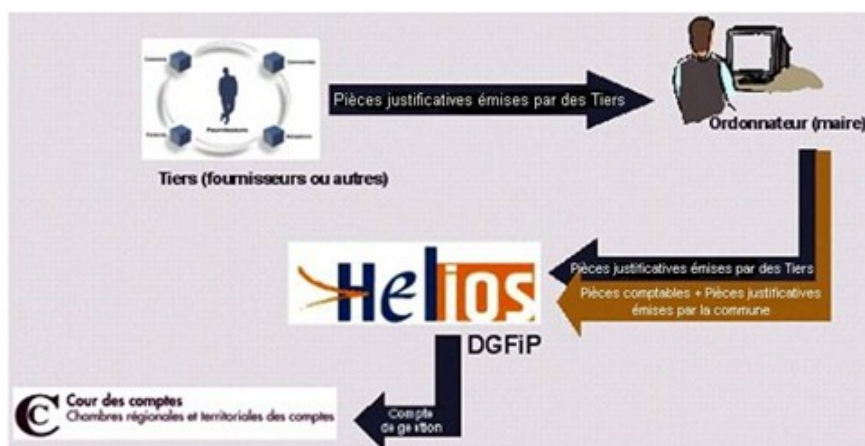 Pièces justificatives émises par des Tiers
Fournisseurs
Ordonnateur (maire)
Tiers (fournisseurs ou autres)
Pièces justificatives émises par des Tiers
Helios
Pièces comptables + Pièces justificatives
émises par la commune
DGFiP
Cour des comptes
Chambres régionales et territoriales des comptes
Compte
de gestion